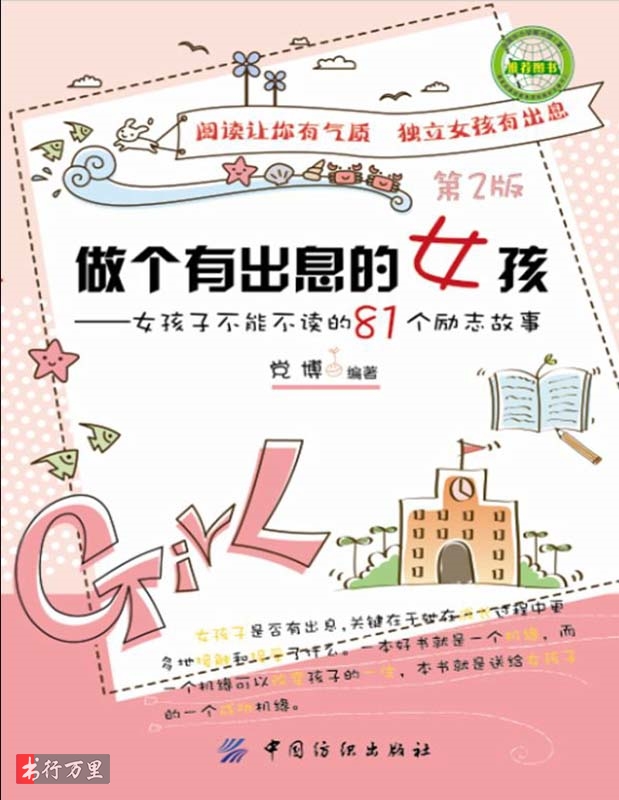 推荐图书
阅读让你有气质 独立女孩有出息
第2版
做个有出息的女孩
——女孩子不能不读的81个励志故事
党博 编著
GirL
女孩子是否有出息,关键在于她在成长过程中更
多地接触和接受了什么。一本好书就是一个机缘,而
一个机缘可以改变孩子的一生,本书就是送给女孩子
的一个成功机缘。
中国纺织出版社
书行万里